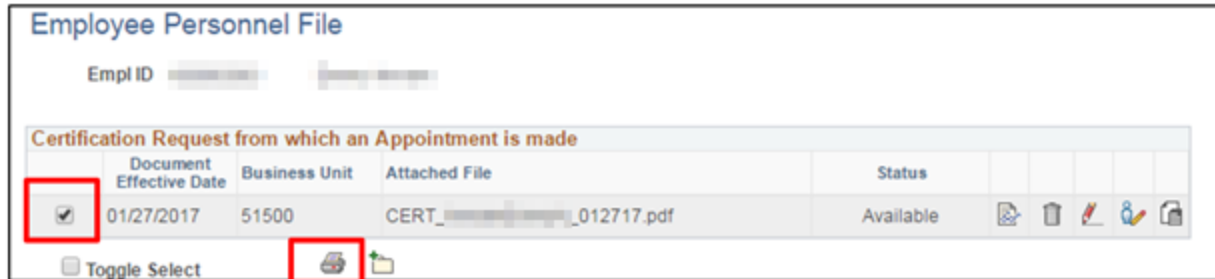 Employee Personnel File
Empl ID
Certification Request from which an Appointment is made
Document Effective Date Business Unit Attached File Status
01/27/2017 51500 CERT_ _012717.pdf Available
Toggle Select